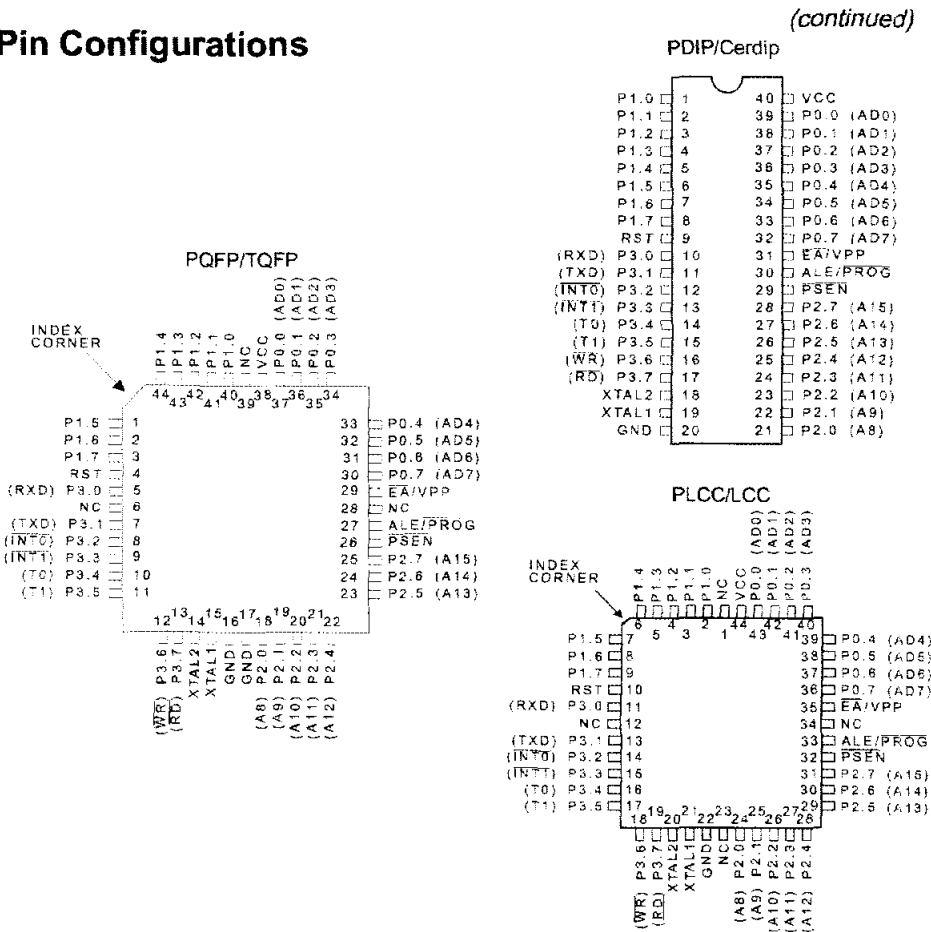 (continued)
Pin Configurations
PDIP/Cerdip
P1.0 1 40 VCC
P1.1 2 39 P0.0 (AD0)
P1.2 3 38 P0.1 (AD1)
P1.3 4 37 P0.2 (AD2)
P1.4 5 36 P0.3 (AD3)
P1.5 6 35 P0.4 (AD4)
P1.6 7 34 P0.5 (AD5)
P1.7 8 33 P0.6 (AD6)
RST 9 32 P0.7 (AD7)
(RXD) P3.0 10 31 EA/VPP
(TXD) P3.1 11 30 ALE/PROG
(INT0) P3.2 12 29 PSEN
(INT1) P3.3 13 28 P2.7 (A15)
(T0) P3.4 14 27 P2.6 (A14)
(T1) P3.5 15 26 P2.5 (A13)
(WR) P3.6 16 25 P2.4 (A12)
(RD) P3.7 17 24 P2.3 (A11)
XTAL2 18 23 P2.2 (A10)
XTAL1 19 22 P2.1 (A9)
GND 20 21 P2.0 (A8)
PQFP/TQFP
INDEX
CORNER
P1.4 P1.3 P1.2 P1.1 P1.0 NC VCC P0.0 (AD0) P0.1 (AD1) P0.2 (AD2) P0.3 (AD3)
44 43 42 41 40 39 38 37 36 35 34
P1.5 1 33 P0.4 (AD4)
P1.6 2 32 P0.5 (AD5)
P1.7 3 31 P0.6 (AD6)
RST 4 30 P0.7 (AD7)
(RXD) P3.0 5 29 EA/VPP
NC 6 28 NC
(TXD) P3.1 7 27 ALE/PROG
(INT0) P3.2 8 26 PSEN
(INT1) P3.3 9 25 P2.7 (A15)
(T0) P3.4 10 24 P2.6 (A14)
(T1) P3.5 11 23 P2.5 (A13)
12 13 14 15 16 17 18 19 20 21 22
(WR) P3.6 (RD) P3.7 XTAL2 XTAL1 GND GND (A8) P2.0 (A9) P2.1 (A10) P2.2 (A11) P2.3 (A12) P2.4
PLCC/LCC
INDEX
CORNER
P1.4 P1.3 P1.2 P1.1 P1.0 NC VCC P0.0 (AD0) P0.1 (AD1) P0.2 (AD2) P0.3 (AD3)
6 5 4 3 2 1 44 43 42 41 40
P1.5 7 39 P0.4 (AD4)
P1.6 8 38 P0.5 (AD5)
P1.7 9 37 P0.6 (AD6)
RST 10 36 P0.7 (AD7)
(RXD) P3.0 11 35 EA/VPP
NC 12 34 NC
(TXD) P3.1 13 33 ALE/PROG
(INT0) P3.2 14 32 PSEN
(INT1) P3.3 15 31 P2.7 (A15)
(T0) P3.4 16 30 P2.6 (A14)
(T1) P3.5 17 29 P2.5 (A13)
18 19 20 21 22 23 24 25 26 27 28
(WR) P3.6 (RD) P3.7 XTAL2 XTAL1 GND NC (A8) P2.0 (A9) P2.1 (A10) P2.2 (A11) P2.3 (A12) P2.4